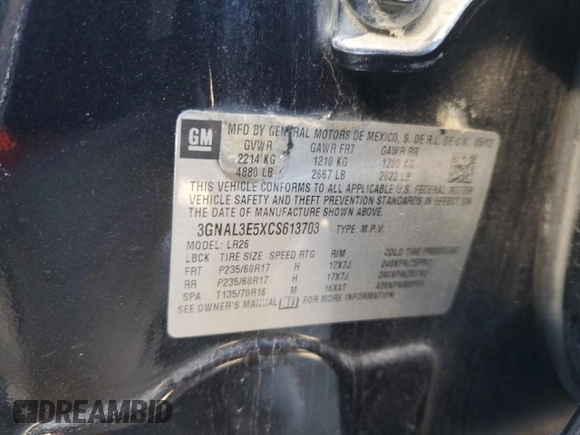 GM
MFD BY GENERAL MOTORS DE MEXICO, S. DE R.L. DE C.V. 05/12
GVWR GAWR FRT GAWR RR
2214 KG 1210 KG KG
4880 LB 2667 LB 2622 LB
THIS VEHICLE CONFORMS TO ALL APPLICABLE U.S. FEDERAL MOTOR
VEHICLE SAFETY AND THEFT PREVENTION STANDARDS IN EFFECT ON
THE DATE OF MANUFACTURE SHOWN ABOVE.
3GNAL3E5XCS613703 TYPE: M.P.V.
MODEL: LR26
LBCK TIRE SIZE SPEED RTG RIM COLD TIRE PRESSURE
FRT P235/60R17 H 17X7J
RR P235/60R17 H 17X7J
SPA T135/70R16 M 16X4T
SEE OWNER'S MANUAL FOR MORE INFORMATION.
DREAMBID